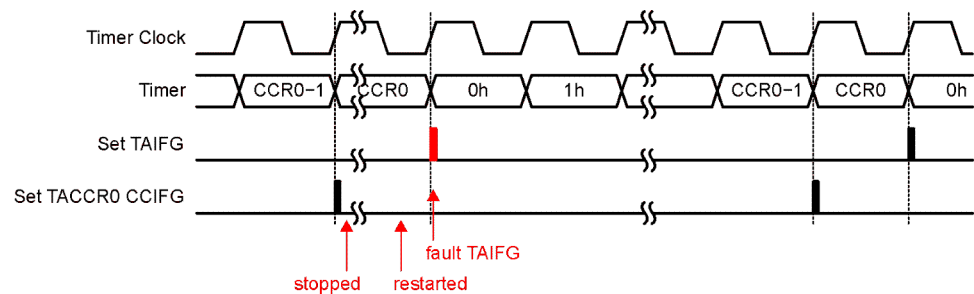 Timer Clock
Timer
CCR0−1
CCR0
0h
1h
CCR0−1
CCR0
0h
Set TAIFG
Set TACCR0 CCIFG
fault TAIFG
stopped
restarted